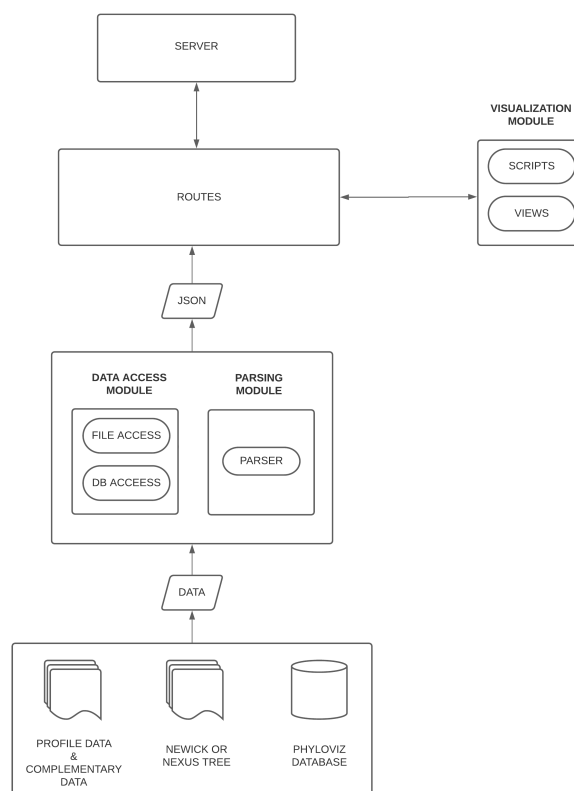 SERVER
VISUALIZATION
MODULE
SCRIPTS
ROUTES
VIEWS
JSON
DATA ACCESS
MODULE
PARSING
MODULE
FILE ACCESS
PARSER
DB ACCEESS
DATA
PROFILE DATA
&
COMPLEMENTARY
DATA
NEWICK OR
NEXUS TREE
PHYLOVIZ
DATABASE